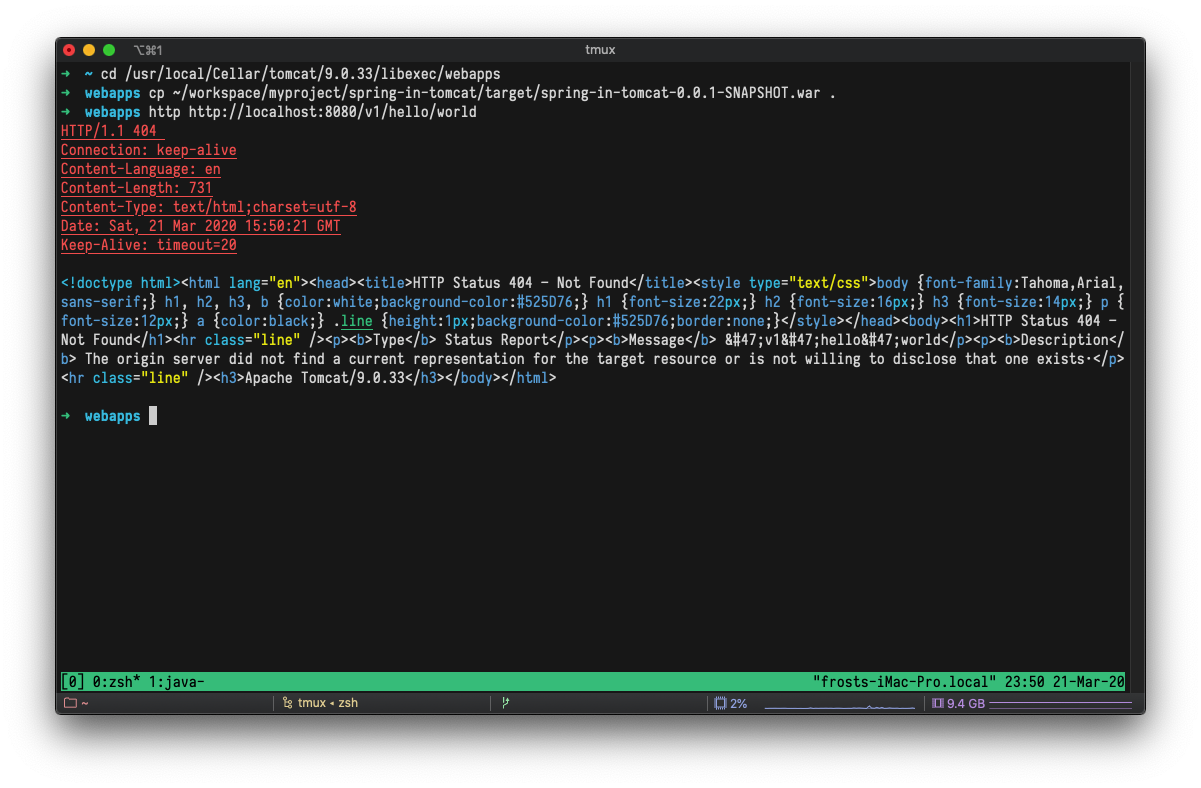 ⌥⌘1 tmux
➜ ~ cd /usr/local/Cellar/tomcat/9.0.33/libexec/webapps
➜ webapps cp ~/workspace/myproject/spring-in-tomcat/target/spring-in-tomcat-0.0.1-SNAPSHOT.war .
➜ webapps http http://localhost:8080/v1/hello/world
HTTP/1.1 404
Connection: keep-alive
Content-Language: en
Content-Length: 731
Content-Type: text/html;charset=utf-8
Date: Sat, 21 Mar 2020 15:50:21 GMT
Keep-Alive: timeout=20
<!doctype html><html lang="en"><head><title>HTTP Status 404 – Not Found</title><style type="text/css">body {font-family:Tahoma,Arial,
sans-serif;} h1, h2, h3, b {color:white;background-color:#525D76;} h1 {font-size:22px;} h2 {font-size:16px;} h3 {font-size:14px;} p {
font-size:12px;} a {color:black;} .line {height:1px;background-color:#525D76;border:none;}</style></head><body><h1>HTTP Status 404 –
Not Found</h1><hr class="line" /><p><b>Type</b> Status Report</p><p><b>Message</b> &#47;v1&#47;hello&#47;world</p><p><b>Description</
b> The origin server did not find a current representation for the target resource or is not willing to disclose that one exists.</p>
<hr class="line" /><h3>Apache Tomcat/9.0.33</h3></body></html>
➜ webapps
[0] 0:zsh* 1:java- "frosts-iMac-Pro.local" 23:50 21-Mar-20
~ tmux ◂ zsh 2% 9.4 GB